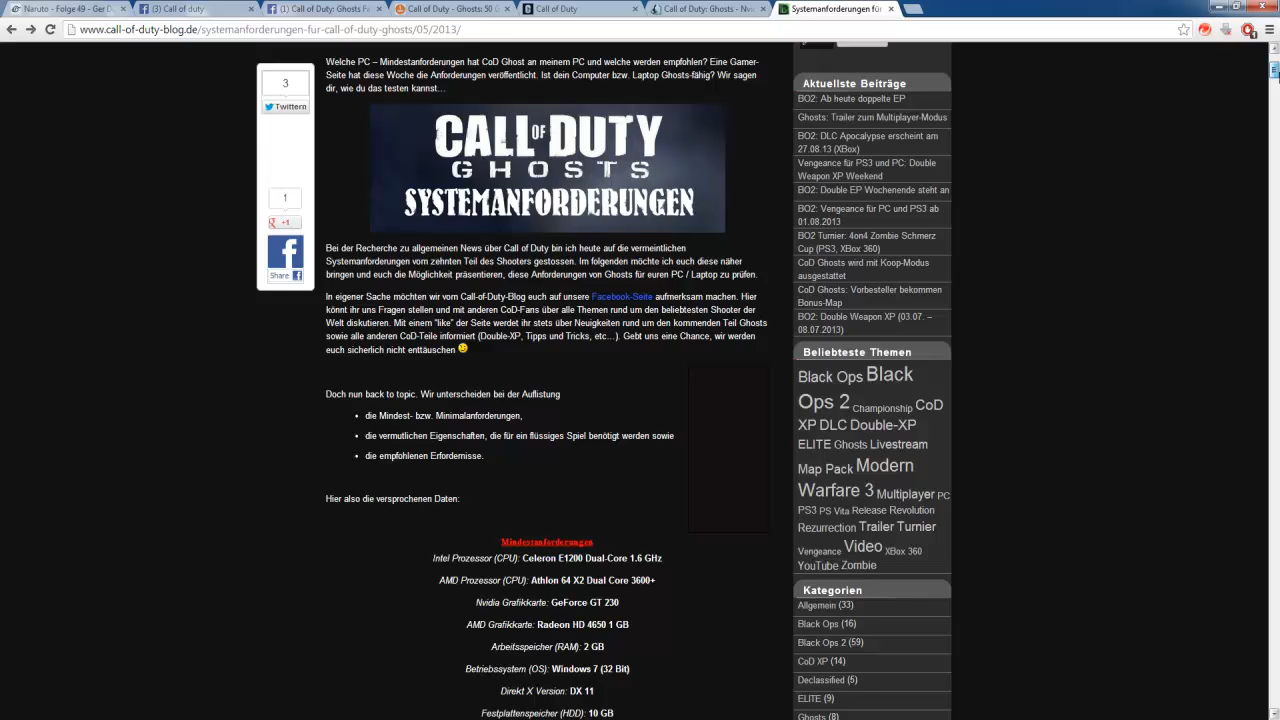 Naruto - Folge 49 - Ger D
(3) Call of duty
(1) Call of Duty: Ghosts Fa
Call of Duty - Ghosts: 50 G
Call of Duty
Call of Duty: Ghosts - Nvi
Systemanforderungen fü
www.call-of-duty-blog.de/systemanforderungen-fur-call-of-duty-ghosts/05/2013/
3
Twittern
1
+1
Share
Welche PC – Mindestanforderungen hat CoD Ghost an meinem PC und welche werden empfohlen? Eine Gamer-
Seite hat diese Woche die Anforderungen veröffentlicht. Ist dein Computer bzw. Laptop Ghosts-fähig? Wir sagen
dir, wie du das testen kannst…
CALL OF DUTY
GHOSTS
SYSTEMANFORDERUNGEN
Bei der Recherche zu allgemeinen News über Call of Duty bin ich heute auf die vermeintlichen
Systemanforderungen vom zehnten Teil des Shooters gestossen. Im folgenden möchte ich euch diese näher
bringen und euch die Möglichkeit präsentieren, diese Anforderungen von Ghosts für euren PC / Laptop zu prüfen.
In eigener Sache möchten wir vom Call-of-Duty-Blog euch auf unsere Facebook-Seite aufmerksam machen. Hier
könnt ihr uns Fragen stellen und mit anderen CoD-Fans über alle Themen rund um den beliebtesten Shooter der
Welt diskutieren. Mit einem "like" der Seite werdet ihr stets über Neuigkeiten rund um den kommenden Teil Ghosts
sowie alle anderen CoD-Teile informiert (Double-XP, Tipps und Tricks, etc…). Gebt uns eine Chance, wir werden
euch sicherlich nicht enttäuschen
Doch nun back to topic. Wir unterscheiden bei der Auflistung
• die Mindest- bzw. Minimalanforderungen,
• die vermutlichen Eigenschaften, die für ein flüssiges Spiel benötigt werden sowie
• die empfohlenen Erfordernisse.
Hier also die versprochenen Daten:
Mindestanforderungen
Intel Prozessor (CPU): Celeron E1200 Dual-Core 1.6 GHz
AMD Prozessor (CPU): Athlon 64 X2 Dual Core 3600+
Nvidia Grafikkarte: GeForce GT 230
AMD Grafikkarte: Radeon HD 4650 1 GB
Arbeitsspeicher (RAM): 2 GB
Betriebssystem (OS): Windows 7 (32 Bit)
Direkt X Version: DX 11
Festplattenspeicher (HDD): 10 GB
Aktuellste Beiträge
BO2: Ab heute doppelte EP
Ghosts: Trailer zum Multiplayer-Modus
BO2: DLC Apocalypse erscheint am
27.08.13 (XBox)
Vengeance für PS3 und PC: Double
Weapon XP Weekend
BO2: Double EP Wochenende steht an
BO2: Vengeance für PC und PS3 ab
01.08.2013
BO2 Turnier: 4on4 Zombie Schmerz
Cup (PS3, XBox 360)
CoD Ghosts wird mit Koop-Modus
ausgestattet
CoD Ghosts: Vorbesteller bekommen
Bonus-Map
BO2: Double Weapon XP (03.07. –
08.07.2013)
Beliebteste Themen
Black Ops Black
Ops 2 Championship CoD
XP DLC Double-XP
ELITE Ghosts Livestream
Map Pack Modern
Warfare 3 Multiplayer PC
PS3 PS Vita Release Revolution
Rezurrection Trailer Turnier
Vengeance Video XBox 360
YouTube Zombie
Kategorien
Allgemein (33)
Black Ops (16)
Black Ops 2 (59)
CoD XP (14)
Declassified (5)
ELITE (9)
Ghosts (8)